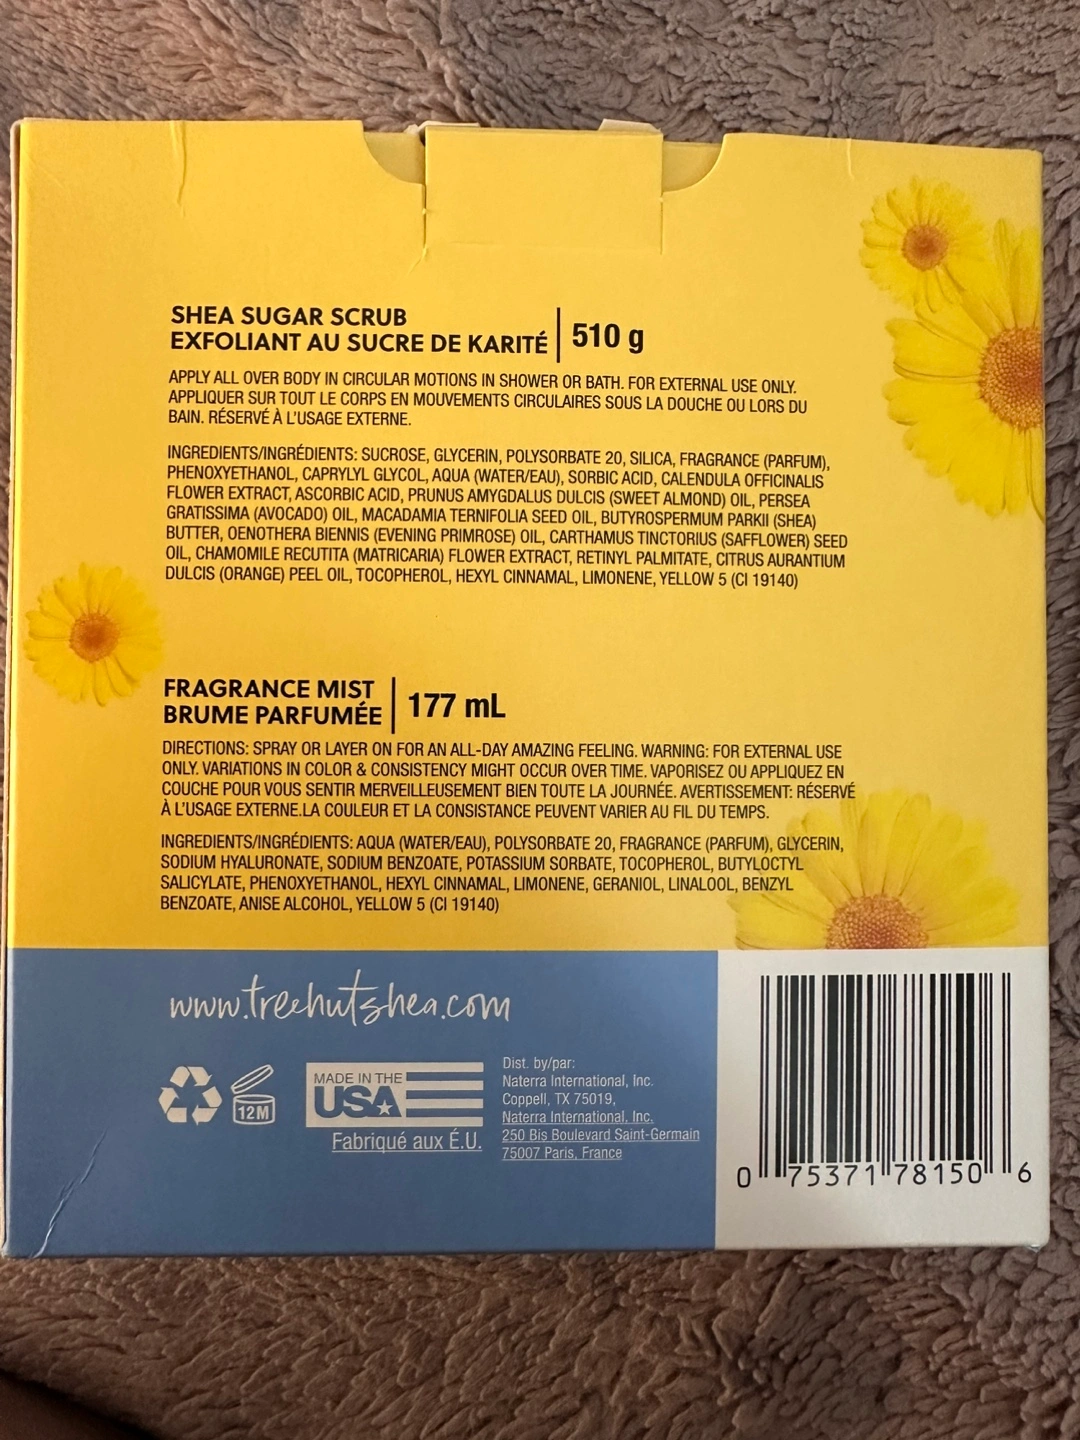 SHEA SUGAR SCRUB
EXFOLIANT AU SUCRE DE KARITÉ
510 g
APPLY ALL OVER BODY IN CIRCULAR MOTIONS IN SHOWER OR BATH. FOR EXTERNAL USE ONLY.
APPLIQUER SUR TOUT LE CORPS EN MOUVEMENTS CIRCULAIRES SOUS LA DOUCHE OU LORS DU
BAIN. RÉSERVÉ À L'USAGE EXTERNE.
INGREDIENTS/INGRÉDIENTS: SUCROSE, GLYCERIN, POLYSORBATE 20, SILICA, FRAGRANCE (PARFUM),
PHENOXYETHANOL, CAPRYLYL GLYCOL, AQUA (WATER/EAU), SORBIC ACID, CALENDULA OFFICINALIS
FLOWER EXTRACT, ASCORBIC ACID, PRUNUS AMYGDALUS DULCIS (SWEET ALMOND) OIL, PERSEA
GRATISSIMA (AVOCADO) OIL, MACADAMIA TERNIFOLIA SEED OIL, BUTYROSPERMUM PARKII (SHEA)
BUTTER, OENOTHERA BIENNIS (EVENING PRIMROSE) OIL, CARTHAMUS TINCTORIUS (SAFFLOWER) SEED
OIL, CHAMOMILE RECUTITA (MATRICARIA) FLOWER EXTRACT, RETINYL PALMITATE, CITRUS AURANTIUM
DULCIS (ORANGE) PEEL OIL, TOCOPHEROL, HEXYL CINNAMAL, LIMONENE, YELLOW 5 (CI 19140)
FRAGRANCE MIST
BRUME PARFUMÉE
177 mL
DIRECTIONS: SPRAY OR LAYER ON FOR AN ALL-DAY AMAZING FEELING. WARNING: FOR EXTERNAL USE
ONLY. VARIATIONS IN COLOR & CONSISTENCY MIGHT OCCUR OVER TIME. VAPORISEZ OU APPLIQUEZ EN
COUCHE POUR VOUS SENTIR MERVEILLEUSEMENT BIEN TOUTE LA JOURNÉE. AVERTISSEMENT: RÉSERVÉ
À L'USAGE EXTERNE.LA COULEUR ET LA CONSISTANCE PEUVENT VARIER AU FIL DU TEMPS.
INGREDIENTS/INGRÉDIENTS: AQUA (WATER/EAU), POLYSORBATE 20, FRAGRANCE (PARFUM), GLYCERIN,
SODIUM HYALURONATE, SODIUM BENZOATE, POTASSIUM SORBATE, TOCOPHEROL, BUTYLOCTYL
SALICYLATE, PHENOXYETHANOL, HEXYL CINNAMAL, LIMONENE, GERANIOL, LINALOOL, BENZYL
BENZOATE, ANISE ALCOHOL, YELLOW 5 (CI 19140)
www.treehutshea.com
12M
MADE IN THE
USA
Fabriqué aux É.U.
Dist. by/par:
Naterra International, Inc.
Coppell, TX 75019,
Naterra International, Inc.
250 Bis Boulevard Saint-Germain
75007 Paris, France
0 75371 78150 6